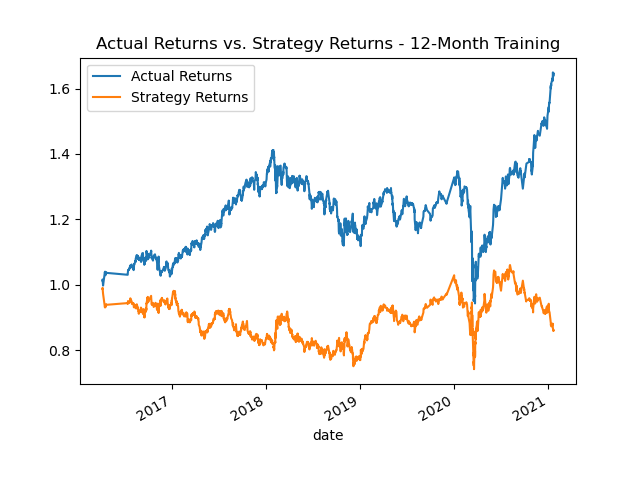 Actual Returns vs. Strategy Returns - 12-Month Training
Actual Returns
Strategy Returns
1.6
1.4
1.2
1.0
0.8
2017
2018
2019
2020
2021
date